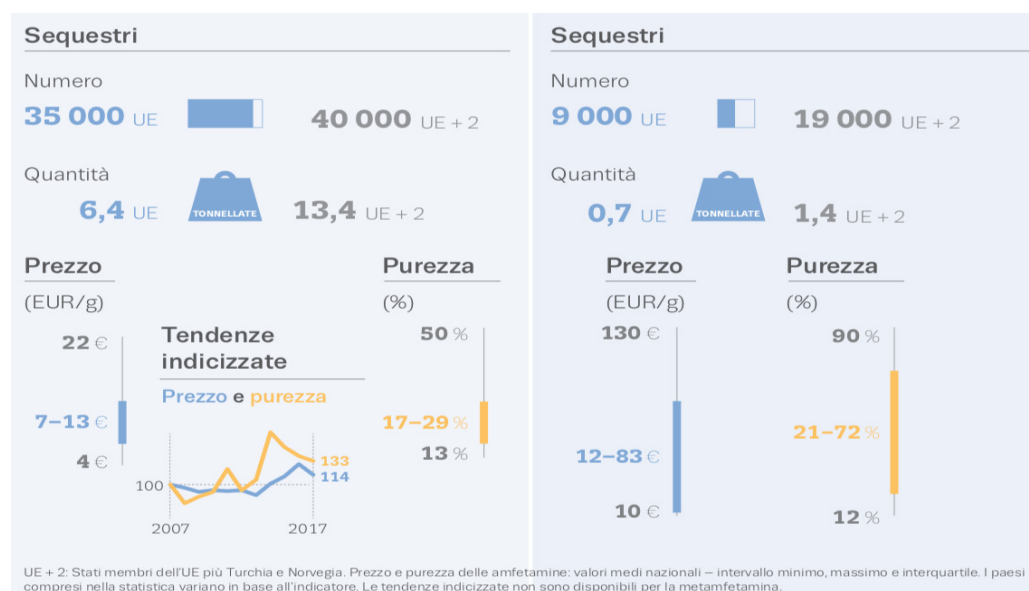 Sequestri
Numero
35 000 UE
40 000 UE + 2
Quantità
6,4 UE
TONNELLATE
13,4 UE + 2
Prezzo
(EUR/g)
22 €
7–13 €
4 €
Tendenze
indicizzate
Prezzo e purezza
133
114
100
2007
2017
Purezza
(%)
50 %
17–29 %
13 %
Sequestri
Numero
9 000 UE
19 000 UE + 2
Quantità
0,7 UE
TONNELLATE
1,4 UE + 2
Prezzo
(EUR/g)
130 €
12–83 €
10 €
Purezza
(%)
90 %
21–72 %
12 %
UE + 2: Stati membri dell'UE più Turchia e Norvegia. Prezzo e purezza delle amfetamine: valori medi nazionali — intervallo minimo, massimo e interquartile. I paesi
compresi nella statistica variano in base all'indicatore. Le tendenze indicizzate non sono disponibili per la metamfetamina.